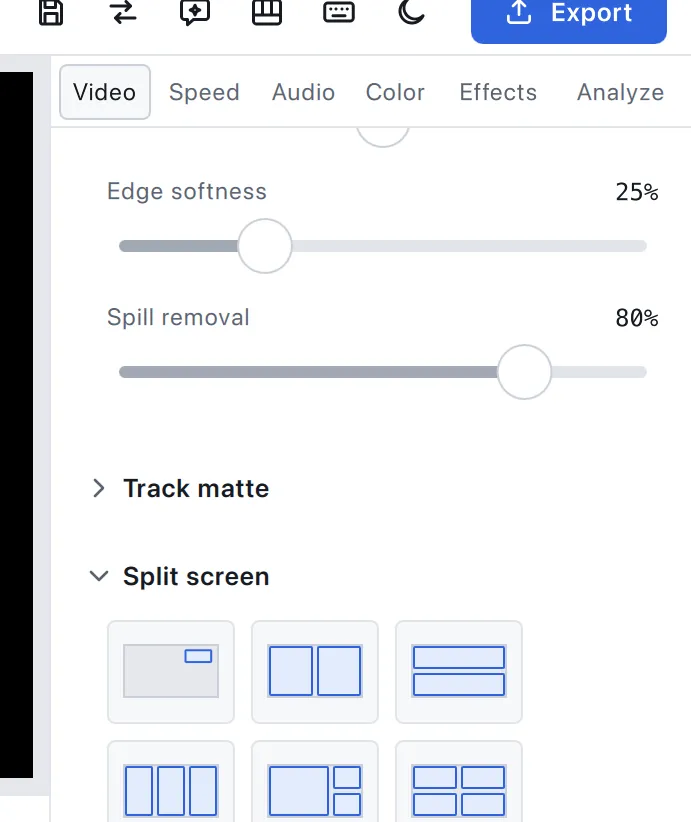 Export
Video Speed Audio Color Effects Analyze
Edge softness 25%
Spill removal 80%
Track matte
Split screen